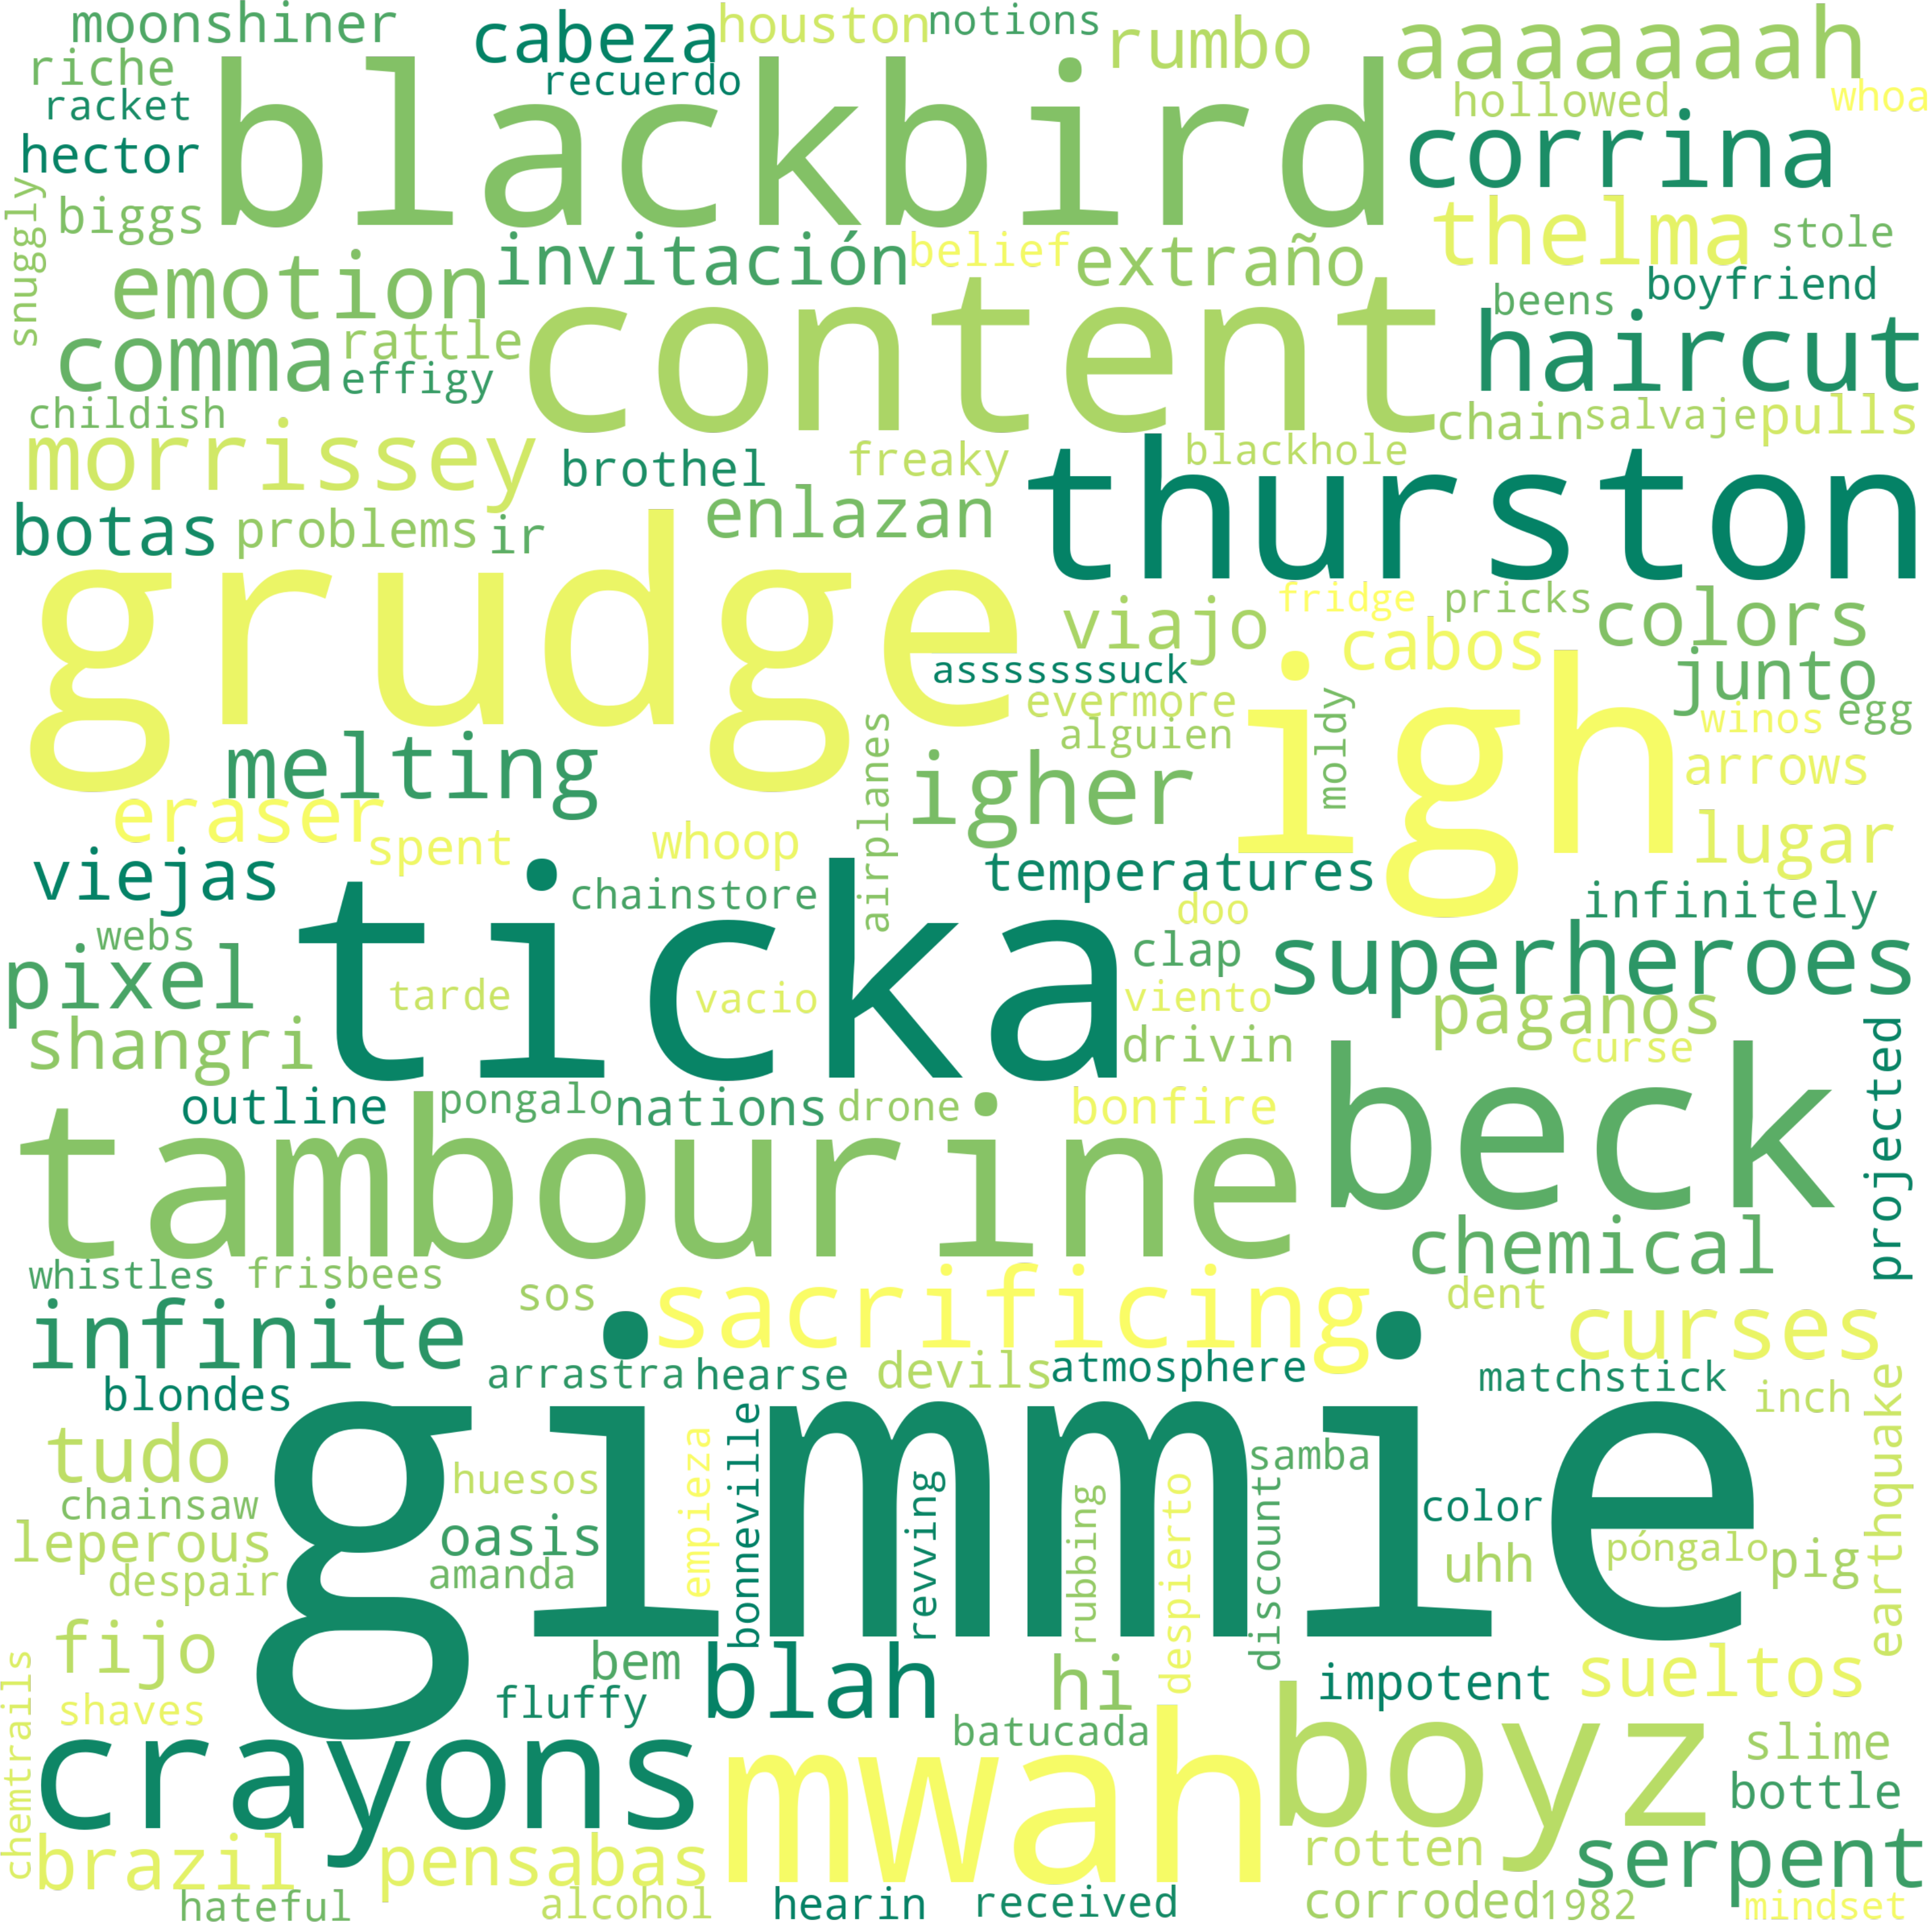 moonshiner
cabeza
houston
notions
rumbo
aaaaaaaah
riche
recuerdo
blackbird
hollowed
whoa
racket
hector
corrina
snuggly
biggs
thelma
stole
emotion
invitación
belief
extraño
beens
boyfriend
comma
rattle
content
haircut
effigy
childish
chain
salvaje
pulls
morrissey
brothel
freaky
blackhole
botas
problems
ir
enlazan
thurston
grudge
viajo
fridge
pricks
colors
asssssssuck
cabos
junto
evermore
moldy
igh
winos
egg
melting
airplanes
alguien
arrows
igher
eraser
spent
whoop
lugar
viejas
chainstore
temperatures
infinitely
webs
ticka
doo
clap
superheroes
pixel
tarde
vacio
viento
paganos
shangri
drivin
curse
projected
outline
pongalo
nations
drone
bonfire
beck
tambourine
chemical
whistles
frisbees
sos
sacrificing
dent
curses
infinite
arrastra
hearse
devils
atmosphere
matchstick
inch
earthquake
blondes
gimmie
tudo
huesos
empieza
bonneville
revving
rubbing
despierto
discount
samba
chainsaw
color
leperous
oasis
uhh
póngalo
pig
despair
amanda
fijo
bem
blah
hi
impotent
sueltos
chemtrails
shaves
fluffy
batucada
boyz
slime
crayons
mwah
bottle
brazil
pensabas
rotten
serpent
hateful
alcohol
hearin
received
corroded
1982
mindset